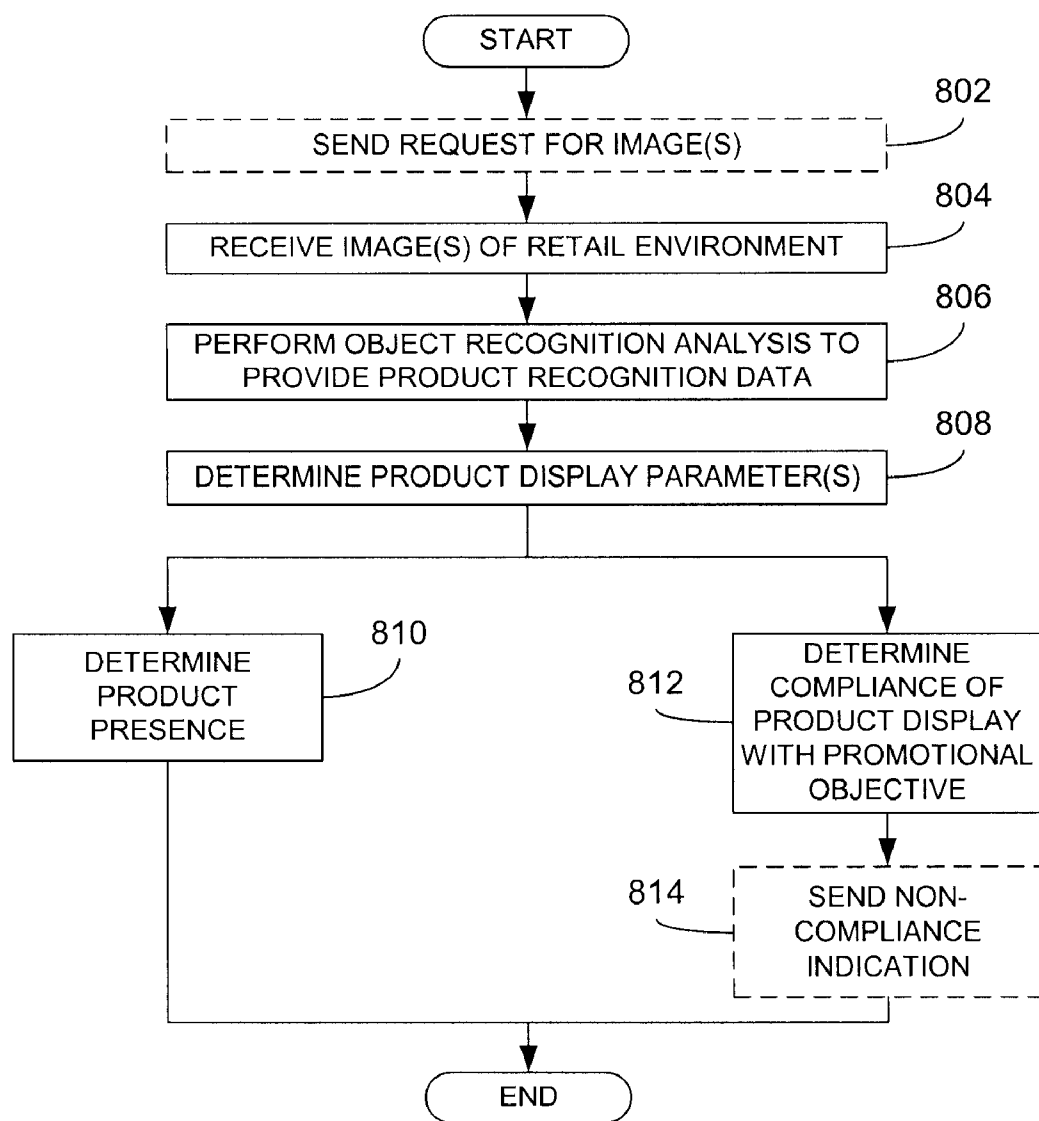 START
802
SEND REQUEST FOR IMAGE(S)
804
RECEIVE IMAGE(S) OF RETAIL ENVIRONMENT
806
PERFORM OBJECT RECOGNITION ANALYSIS TO
PROVIDE PRODUCT RECOGNITION DATA
808
DETERMINE PRODUCT DISPLAY PARAMETER(S)
810
DETERMINE
PRODUCT
PRESENCE
812
DETERMINE
COMPLIANCE OF
PRODUCT DISPLAY
WITH PROMOTIONAL
OBJECTIVE
814
SEND NON-
COMPLIANCE
INDICATION
END